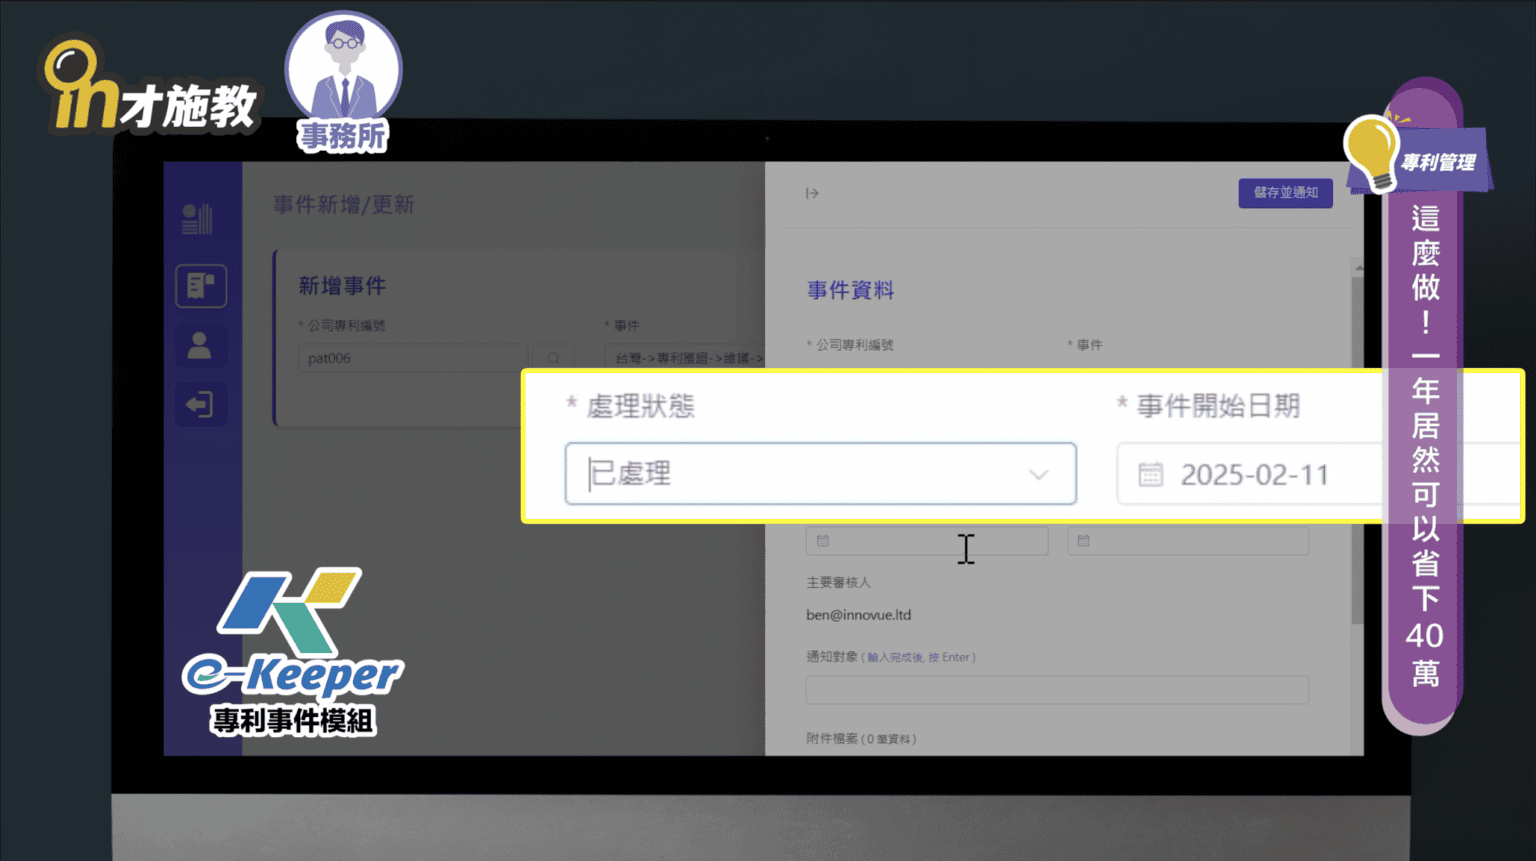 in才施教
事務所
專利管理
這麼做！一年居然可以省下40萬
事件新增/更新
新增事件
* 公司專利編號
* 事件
pat006
台灣->專利獲證->維護->
儲存並通知
事件資料
* 公司專利編號
* 事件
* 處理狀態
* 事件開始日期
已處理
2025-02-11
主要審核人
ben@innovue.ltd
通知對象 ( 輸入完成後, 按 Enter )
附件檔案 ( 0 筆資料 )
e-Keeper
專利事件模組